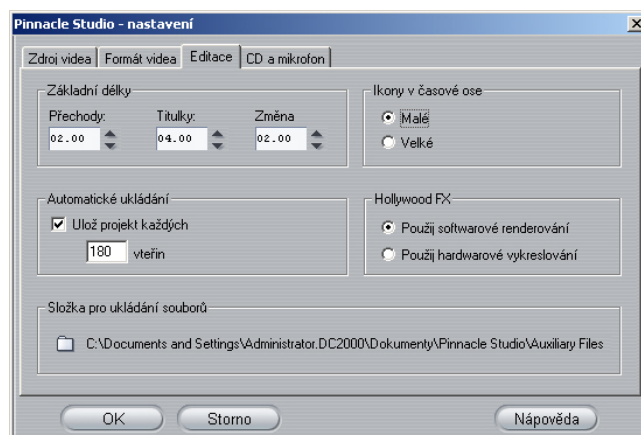 Pinnacle Studio - nastavení
Zdroj videa Formát videa Editace CD a mikrofon
Základní délky
Přechody: Titulky: Změna
02.00 04.00 02.00
Ikony v časové ose
Malé
Velké
Automatické ukládání
Ulož projekt každých
180 vteřin
Hollywood FX
Použij softwarové renderování
Použij hardwarové vykreslování
Složka pro ukládání souborů
C:\Documents and Settings\Administrator.DC2000\Dokumenty\Pinnacle Studio\Auxiliary Files
OK Storno Nápověda